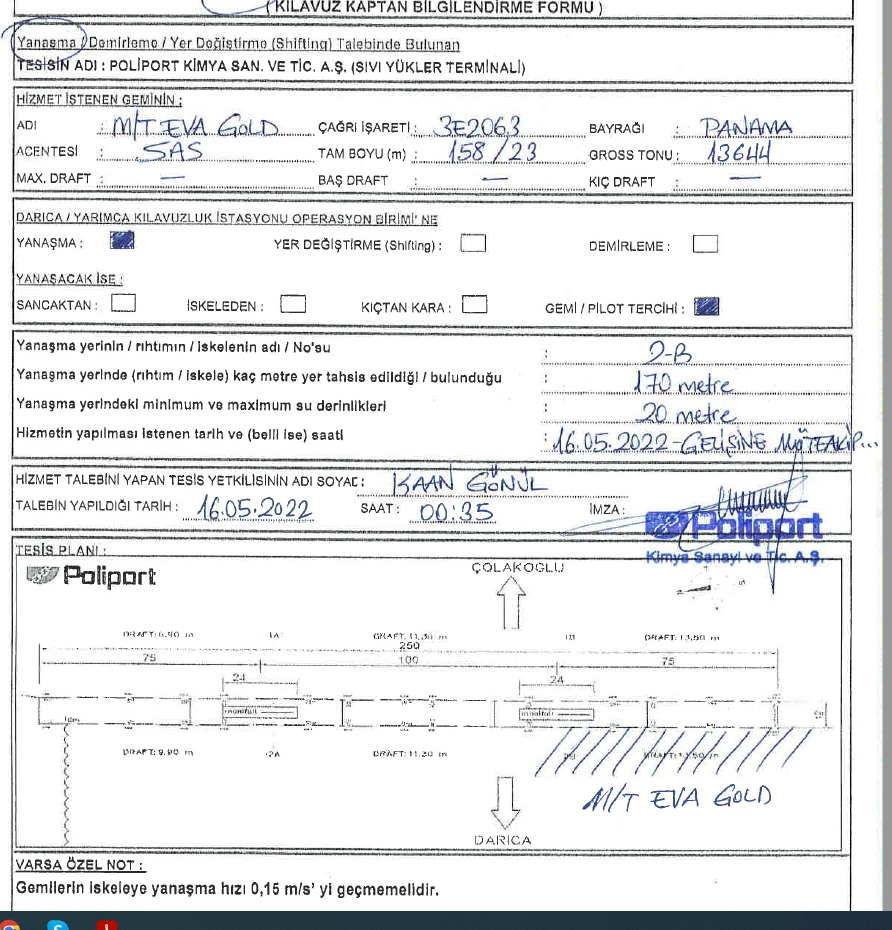 ( KILAVUZ KAPTAN BİLGİLENDİRME FORMU )
Yanaşma / Demirleme / Yer Değiştirme (Shifting) Talebinde Bulunan
TESİSİN ADI : POLİPORT KİMYA SAN. VE TİC. A.Ş. (SIVI YÜKLER TERMİNALİ)
HİZMET İSTENEN GEMİNİN :
ADI : M/T EVA GOLD ÇAĞRI İŞARETİ : 3E2063 BAYRAĞI : PANAMA
ACENTESİ : SAS TAM BOYU (m) : 158/23 GROSS TONU : 13644
MAX. DRAFT : — BAŞ DRAFT : — KIÇ DRAFT : —
DARICA / YARIMCA KILAVUZLUK İSTASYONU OPERASYON BİRİMİ' NE
YANAŞMA : YER DEĞİŞTİRME (Shifting) : DEMİRLEME :
YANAŞACAK İSE :
SANCAKTAN : İSKELEDEN : KIÇTAN KARA : GEMİ / PİLOT TERCİHİ :
Yanaşma yerinin / rıhtımın / iskelenin adı / No'su : 2-B
Yanaşma yerinde (rıhtım / iskele) kaç metre yer tahsis edildiği / bulunduğu : 170 metre
Yanaşma yerindeki minimum ve maximum su derinlikleri : 20 metre
Hizmetin yapılması istenen tarih ve (belli ise) saati : 16.05.2022-GELİŞİNE MÜTEAKİP...
HİZMET TALEBİNİ YAPAN TESİS YETKİLİSİNİN ADI SOYAD : KAAN GÖNÜL
TALEBİN YAPILDIĞI TARİH : 16.05.2022 SAAT : 00:35 İMZA :
Poliport
Kimya Sanayi ve Tic. A.Ş.
TESİS PLANI :
Poliport
ÇOLAKOĞLU
DRAFT: 9.90 m 1A DRAFT: 11.30 m 1B DRAFT: 13.50 m
250
75 100 75
24 24
manifolt manifolt
DRAFT: 9.90 m 2A DRAFT: 11.30 m 2B
M/T EVA GOLD
DARICA
VARSA ÖZEL NOT :
Gemilerin iskeleye yanaşma hızı 0,15 m/s' yi geçmemelidir.